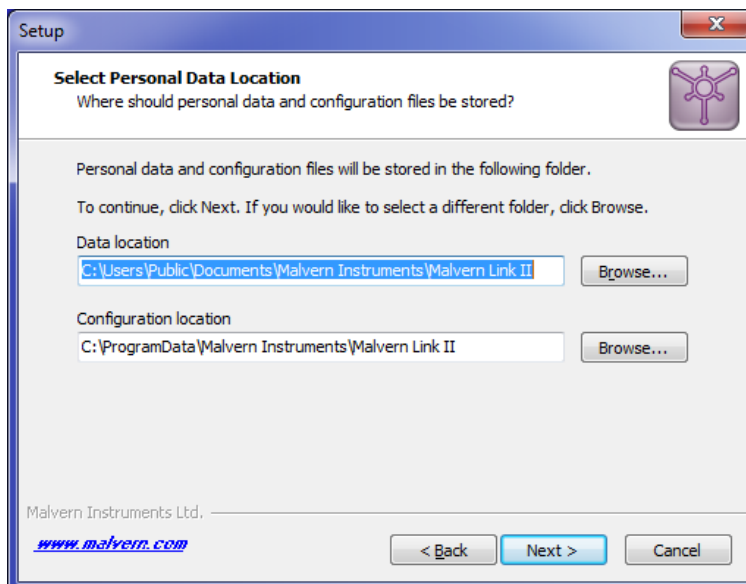 Setup
Select Personal Data Location
Where should personal data and configuration files be stored?
Personal data and configuration files will be stored in the following folder.
To continue, click Next. If you would like to select a different folder, click Browse.
Data location
C:\Users\Public\Documents\Malvern Instruments\Malvern Link II
Browse...
Configuration location
C:\ProgramData\Malvern Instruments\Malvern Link II
Browse...
Malvern Instruments Ltd.
www.malvern.com
< Back
Next >
Cancel